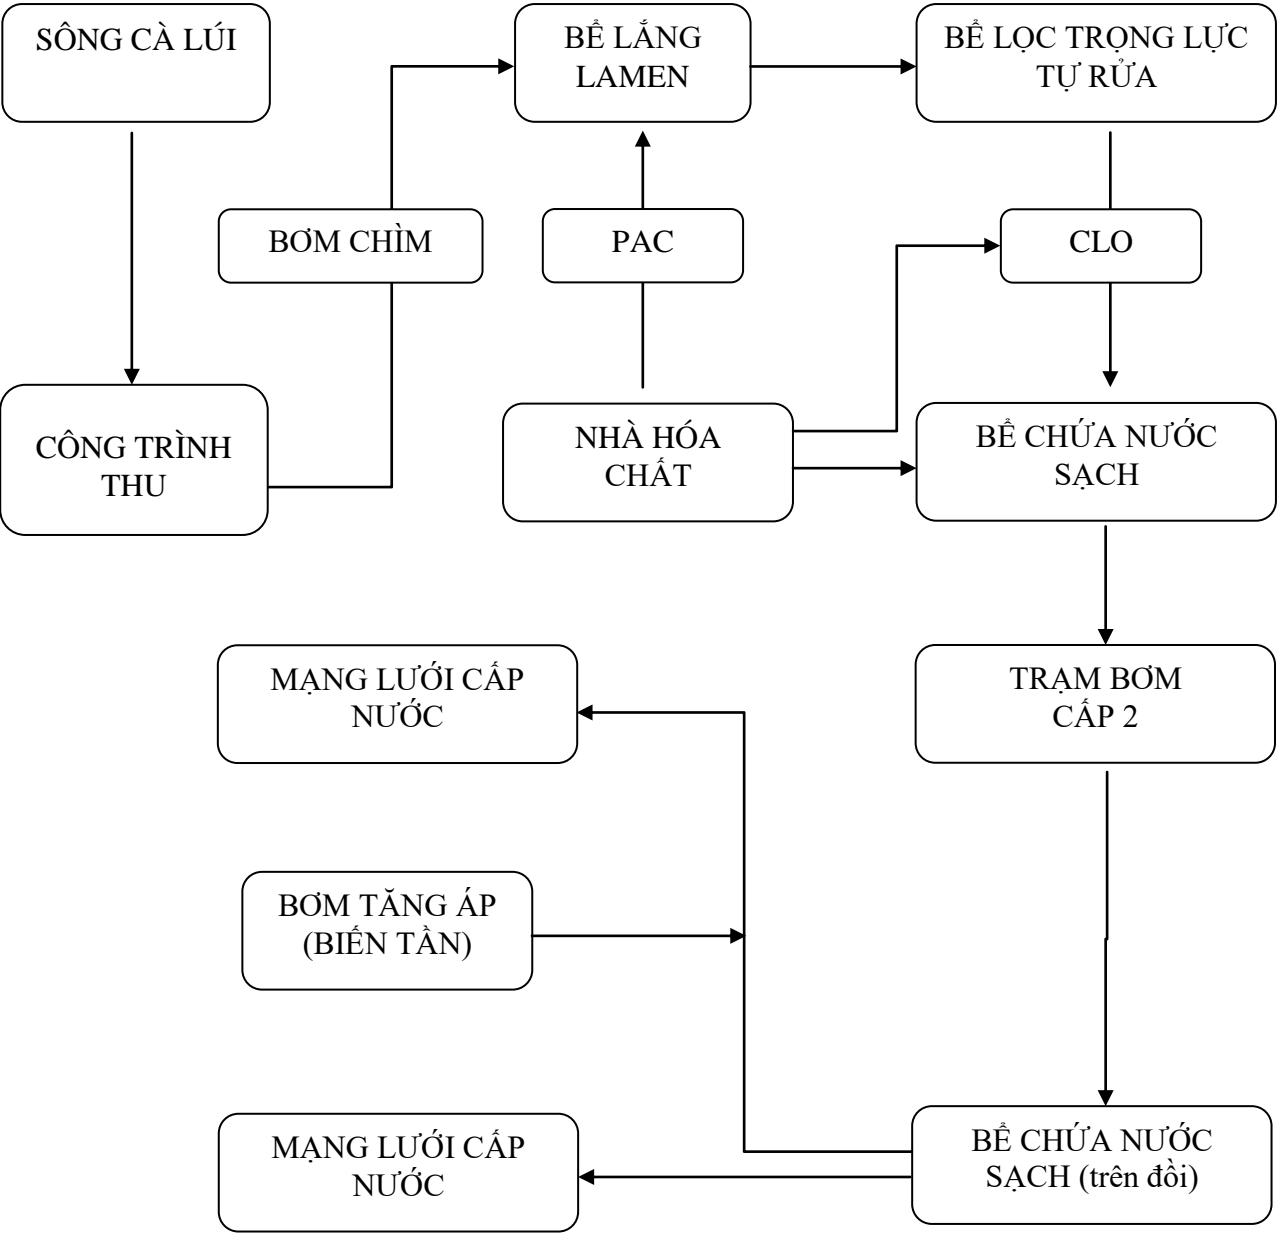 SÔNG CÀ LÚI
BỂ LẮNG
LAMEN
BỂ LỌC TRỌNG LỰC
TỰ RỬA
BƠM CHÌM
PAC
CLO
CÔNG TRÌNH
THU
NHÀ HÓA
CHẤT
BỂ CHỨA NƯỚC
SẠCH
MẠNG LƯỚI CẤP
NƯỚC
TRẠM BƠM
CẤP 2
BƠM TĂNG ÁP
(BIẾN TẦN)
MẠNG LƯỚI CẤP
NƯỚC
BỂ CHỨA NƯỚC
SẠCH (trên đồi)